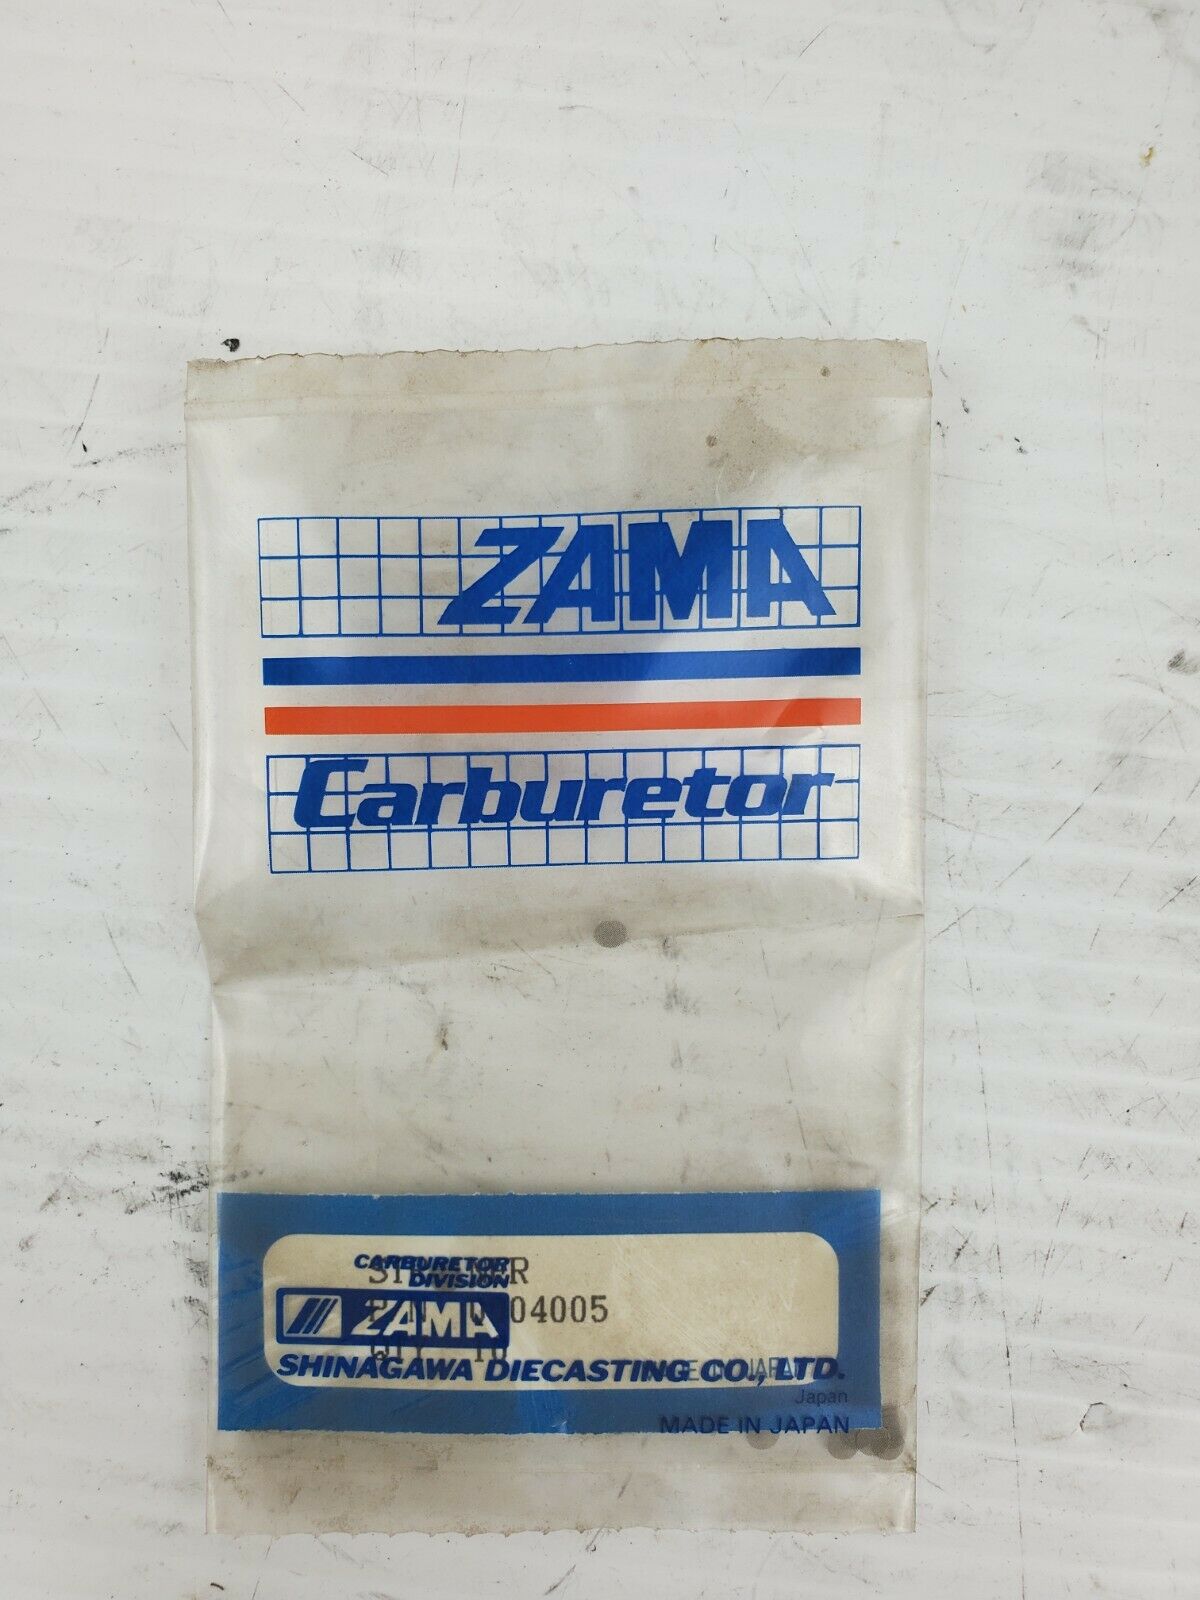 ZAMA
Carburetor
CARBURETOR
DIVISION
ZAMA
04005
SHINAGAWA DIECASTING CO., LTD.
Japan
MADE IN JAPAN